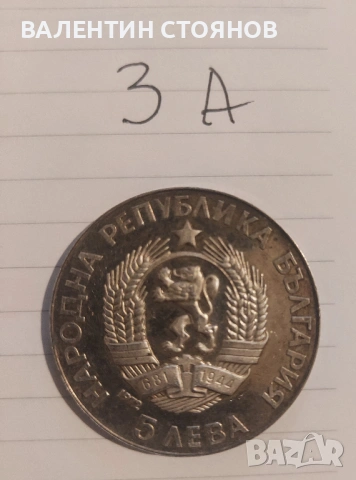 ВАЛЕНТИН СТОЯНОВ
3 А
НАРОДНА РЕПУБЛИКА БЪЛГАРИЯ
681 1944
5 ЛЕВА
BAZAR